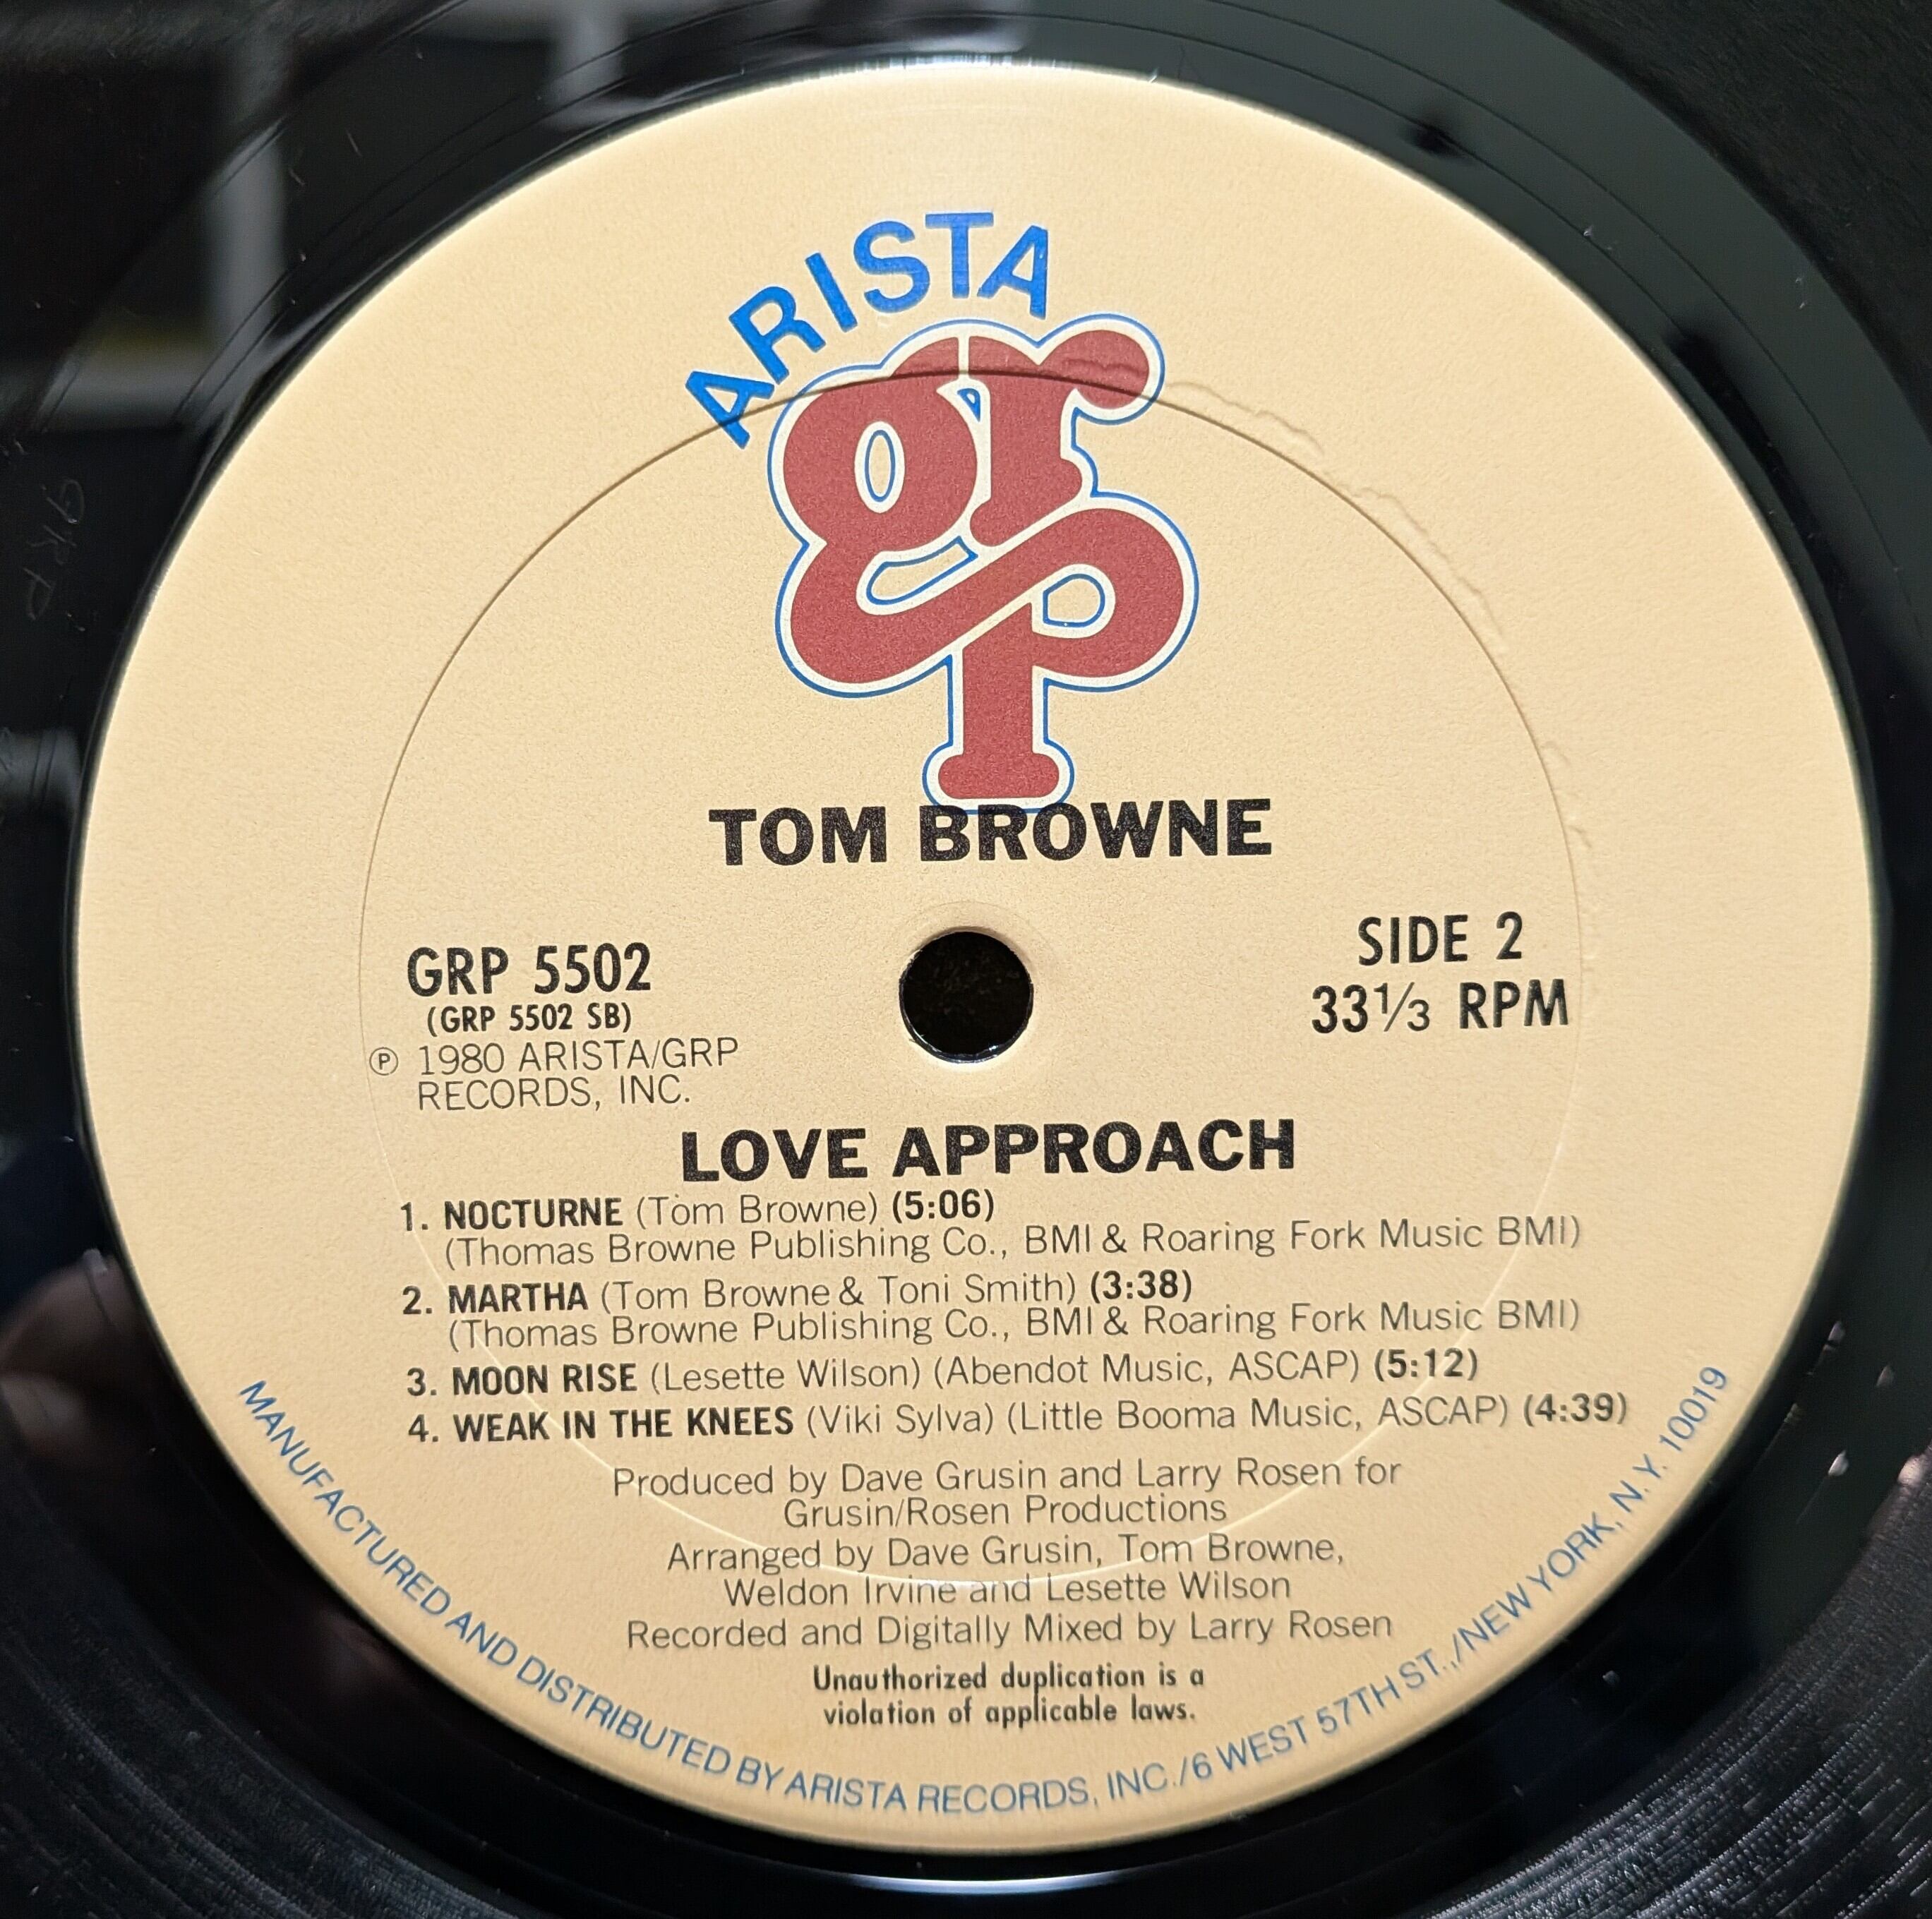 ARISTA
grp
TOM BROWNE
GRP 5502
(GRP 5502 SB)
Ⓟ 1980 ARISTA/GRP
RECORDS, INC.
SIDE 2
33⅓ RPM
LOVE APPROACH
1. NOCTURNE (Tom Browne) (5:06)
(Thomas Browne Publishing Co., BMI & Roaring Fork Music BMI)
2. MARTHA (Tom Browne & Toni Smith) (3:38)
(Thomas Browne Publishing Co., BMI & Roaring Fork Music BMI)
3. MOON RISE (Lesette Wilson) (Abendot Music, ASCAP) (5:12)
4. WEAK IN THE KNEES (Viki Sylva) (Little Booma Music, ASCAP) (4:39)
Produced by Dave Grusin and Larry Rosen for
Grusin/Rosen Productions
Arranged by Dave Grusin, Tom Browne,
Weldon Irvine and Lesette Wilson
Recorded and Digitally Mixed by Larry Rosen
Unauthorized duplication is a
violation of applicable laws.
MANUFACTURED AND DISTRIBUTED BY ARISTA RECORDS, INC./6 WEST 57TH ST.,/NEW YORK, N.Y. 10019
GRP